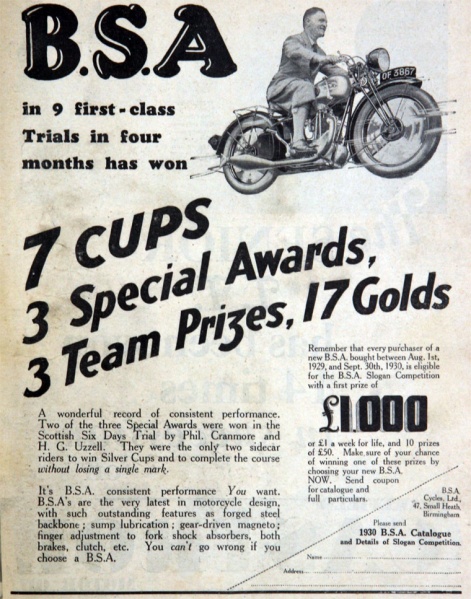 B.S.A
in 9 first-class
Trials in four
months has won
OF 3867
7 CUPS
3 Special Awards,
3 Team Prizes, 17 Golds
Remember that every purchaser of a
new B.S.A. bought between Aug. 1st,
1929, and Sept. 30th, 1930, is eligible
for the B.S.A. Slogan Competition
with a first prize of
£1.000
or £1 a week for life, and 10 prizes
of £50. Make sure of your chance
of winning one of these prizes by
choosing your new B.S.A.
NOW. Send coupon
for catalogue and
full particulars.
A wonderful record of consistent performance.
Two of the three Special Awards were won in the
Scottish Six Days Trial by Phil. Cranmore and
H. G. Uzzell. They were the only two sidecar
riders to win Silver Cups and to complete the course
without losing a single mark.
It's B.S.A. consistent performance You want.
BSA's are the very latest in motorcycle design,
with such outstanding features as forged steel
backbone; sump lubrication; gear-driven magneto;
finger adjustment to fork shock absorbers, both
brakes, clutch, etc. You can't go wrong if you
choose a B.S.A.
B.S.A.
Cycles, Ltd.,
47, Small Heath,
Birmingham
Please send
1930 B.S.A. Catalogue
and Details of Slogan Competition.
Name
Address